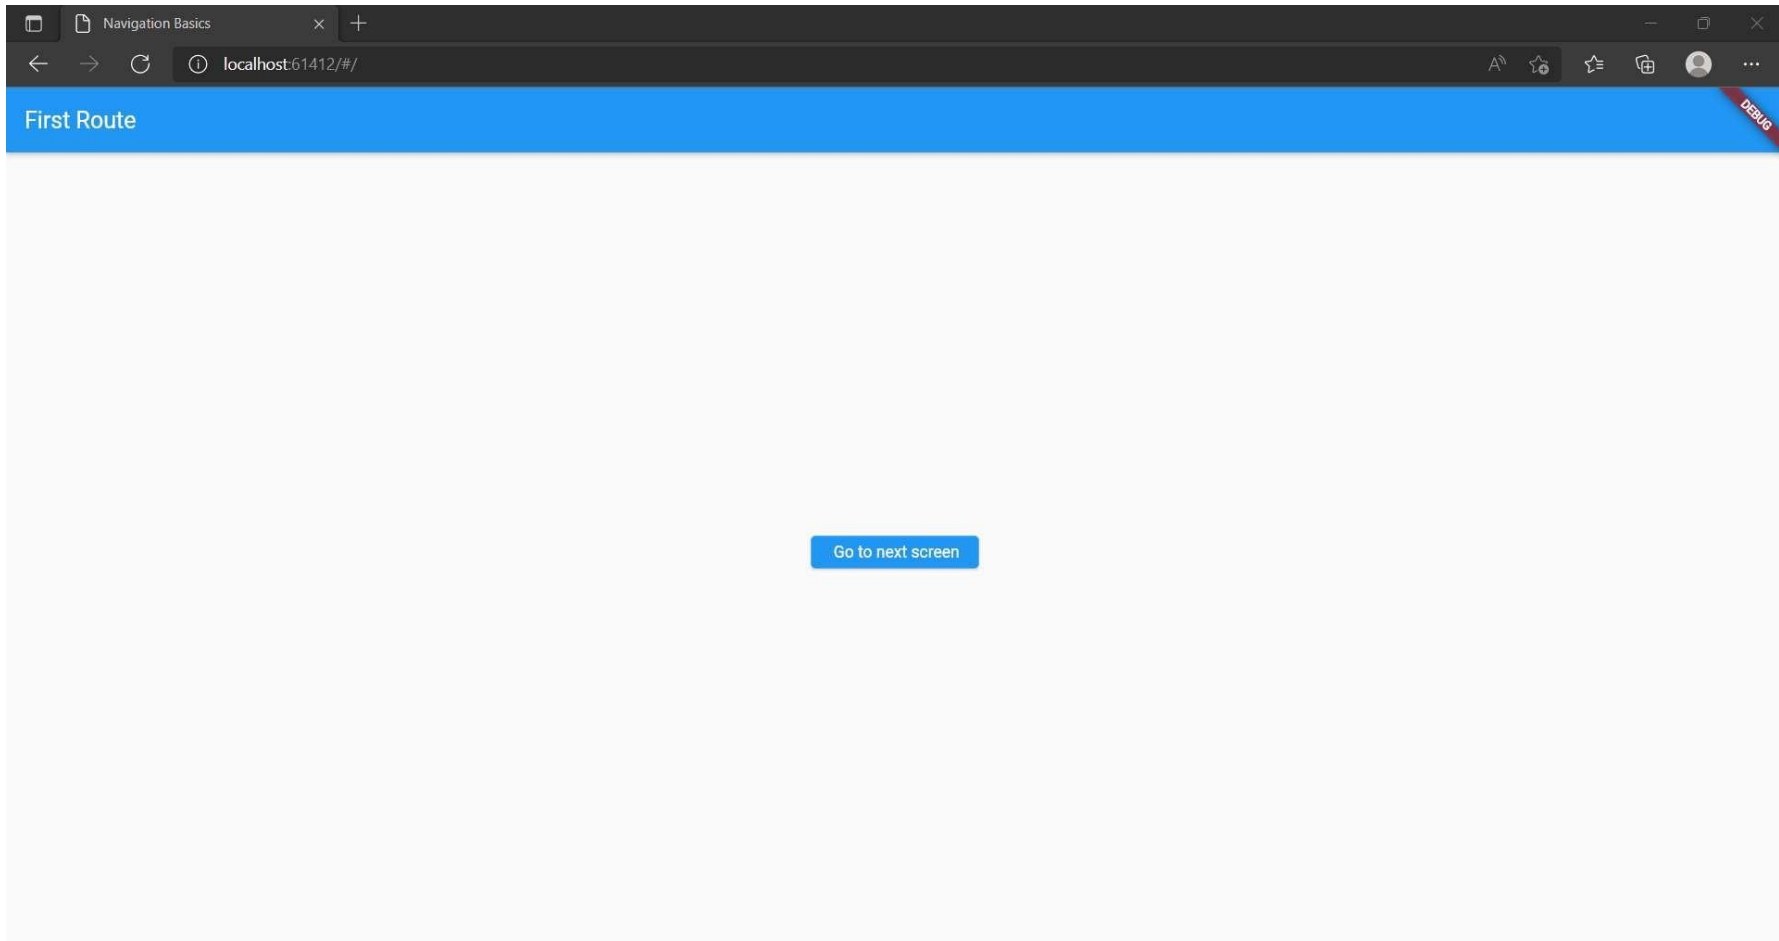 Navigation Basics
localhost:61412/#/
First Route
DEBUG
Go to next screen